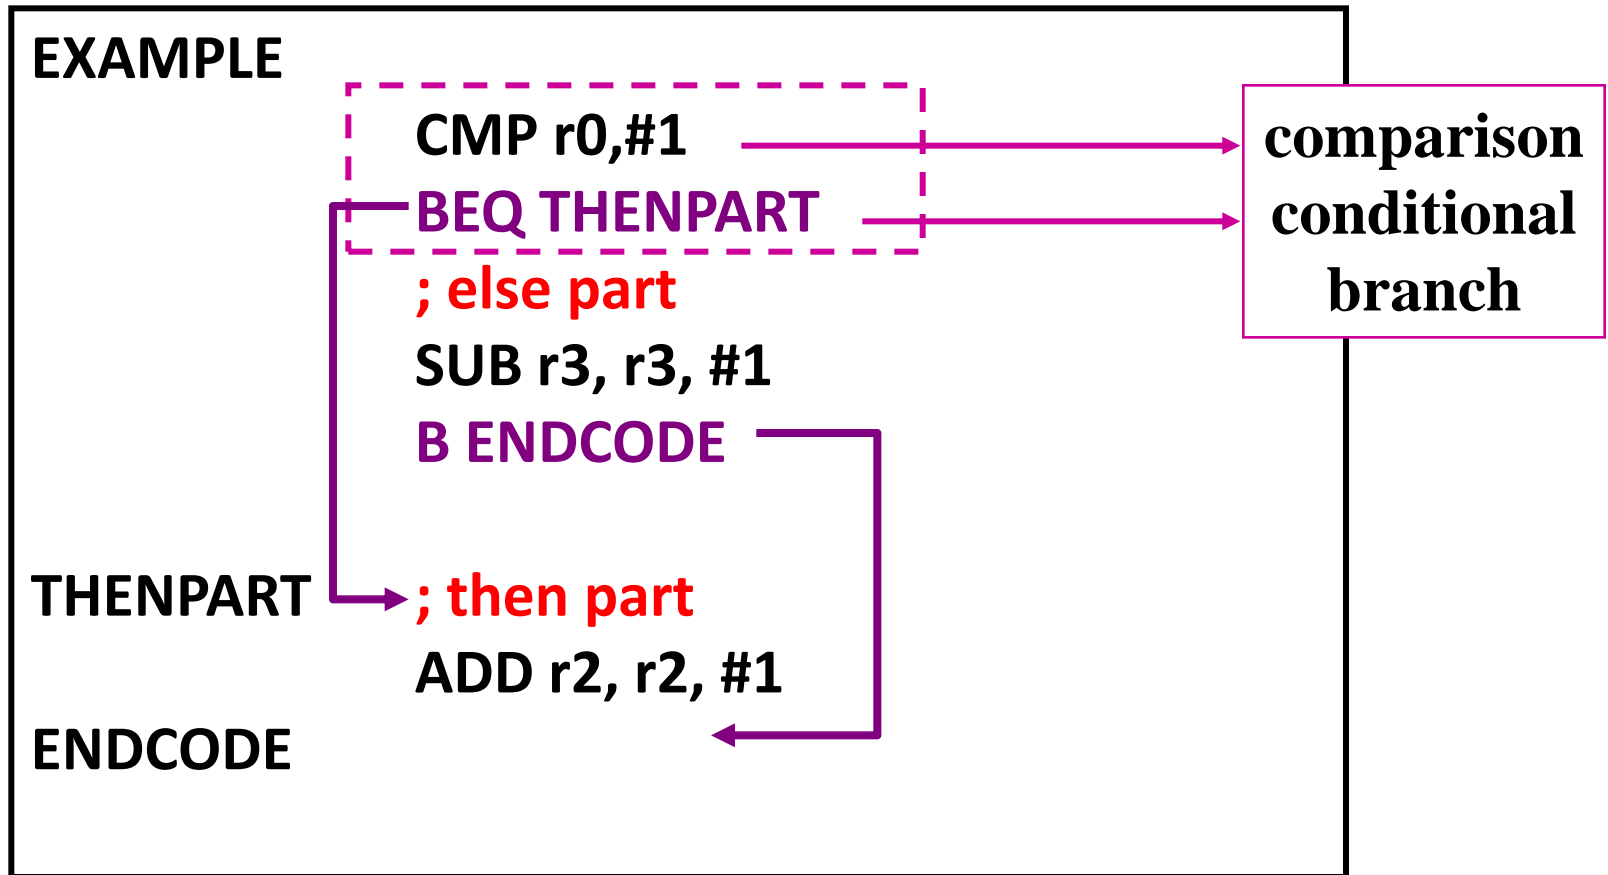 EXAMPLE
CMP r0,#1
BEQ THENPART
; else part
SUB r3, r3, #1
B ENDCODE
THENPART ; then part
ADD r2, r2, #1
ENDCODE
comparison
conditional
branch